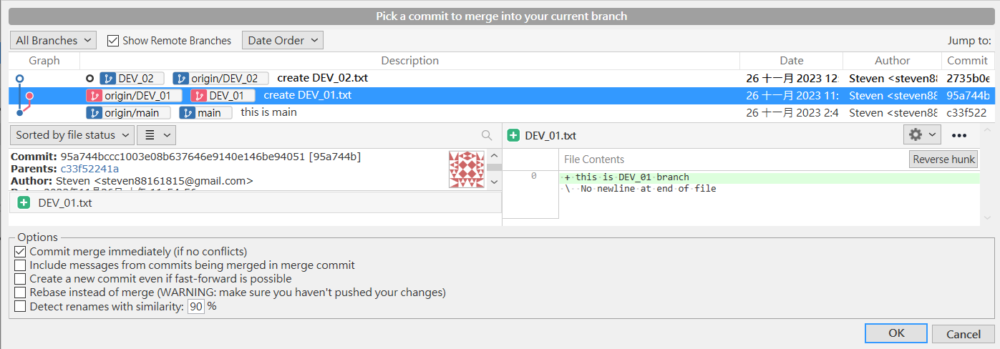 Pick a commit to merge into your current branch
All Branches Show Remote Branches Date Order Jump to:
Graph Description Date Author Commit
DEV_02 origin/DEV_02 create DEV_02.txt 26 十一月 2023 12: Steven <steven88 2735b0e
origin/DEV_01 DEV_01 create DEV_01.txt 26 十一月 2023 11: Steven <steven88 95a744b
origin/main main this is main 26 十一月 2023 2:4 Steven <steven88 c33f522
Sorted by file status
Commit: 95a744bccc1003e08b637646e9140e146be94051 [95a744b]
Parents: c33f52241a
Author: Steven <steven88161815@gmail.com>
DEV_01.txt
DEV_01.txt
File Contents Reverse hunk
0 + this is DEV_01 branch
\ No newline at end of file
Options
Commit merge immediately (if no conflicts)
Include messages from commits being merged in merge commit
Create a new commit even if fast-forward is possible
Rebase instead of merge (WARNING: make sure you haven't pushed your changes)
Detect renames with similarity: 90 %
OK Cancel